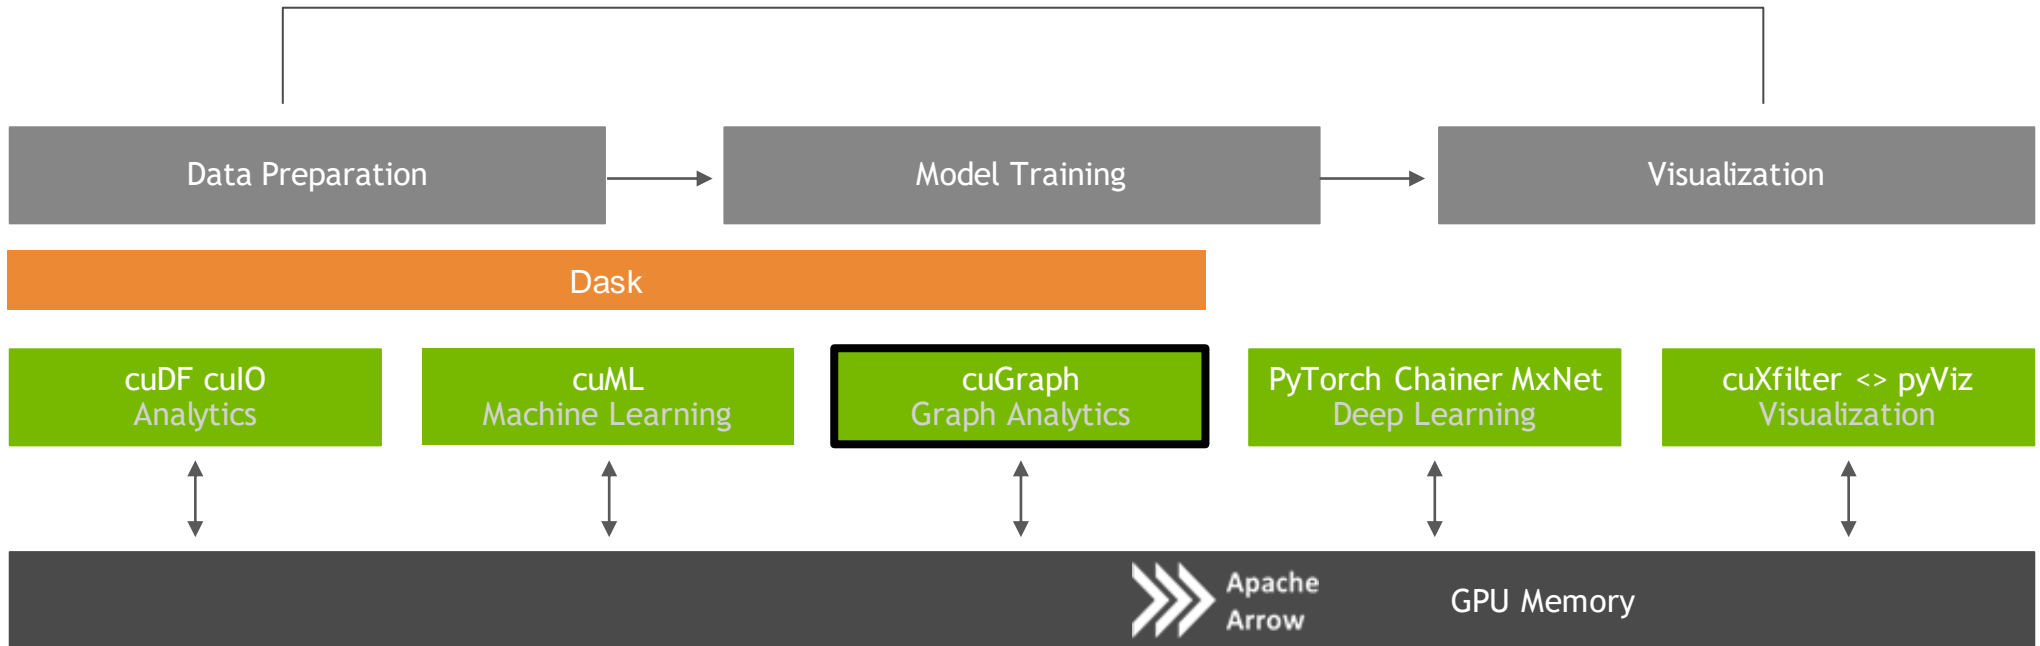 Data Preparation
Model Training
Visualization
Dask
cuDF cuIO
Analytics
cuML
Machine Learning
cuGraph
Graph Analytics
PyTorch Chainer MxNet
Deep Learning
cuXfilter <> pyViz
Visualization
Apache
Arrow
GPU Memory